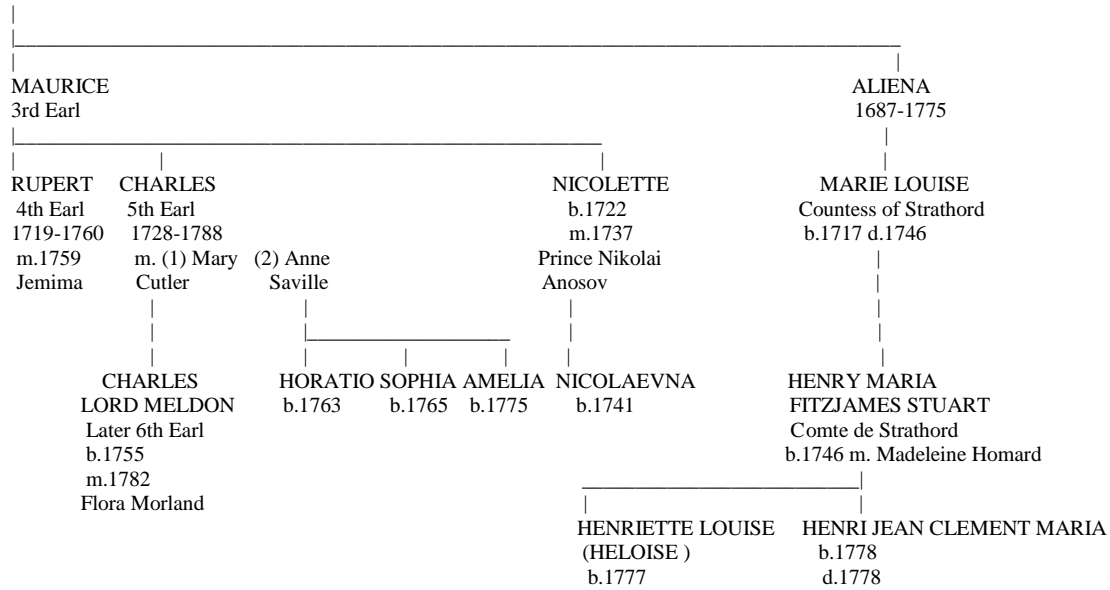 MAURICE ALIENA
3rd Earl 1687-1775
RUPERT CHARLES NICOLETTE MARIE LOUISE
4th Earl 5th Earl b.1722 Countess of Strathord
1719-1760 1728-1788 m.1737 b.1717 d.1746
m.1759 m. (1) Mary (2) Anne Prince Nikolai
Jemima Cutler Saville Anosov
CHARLES HORATIO SOPHIA AMELIA NICOLAEVNA HENRY MARIA
LORD MELDON b.1763 b.1765 b.1775 b.1741 FITZJAMES STUART
Later 6th Earl Comte de Strathord
b.1755 b.1746 m. Madeleine Homard
m.1782
Flora Morland
HENRIETTE LOUISE HENRI JEAN CLEMENT MARIA
(HELOISE ) b.1778
b.1777 d.1778